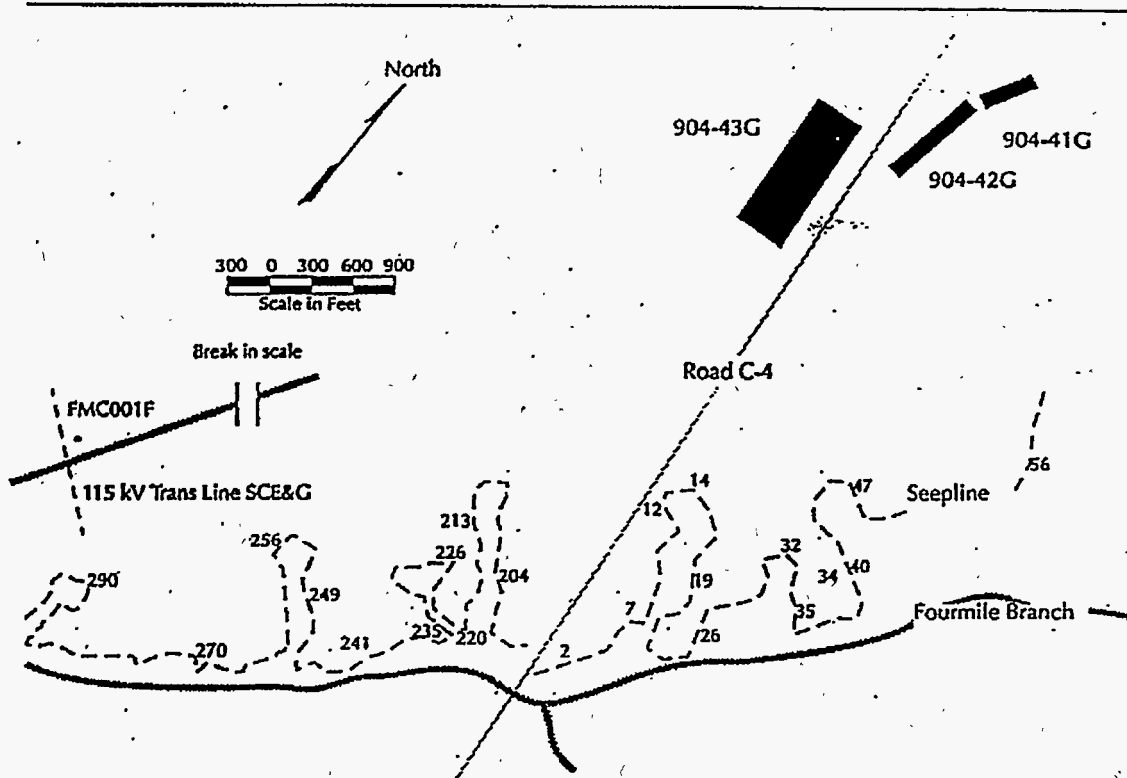 North
904-43G
904-41G
904-42G
300 0 300 600 900
Scale in Feet
Break in scale
Road C-4
FMC001F
115 kV Trans Line SCE&G
56
14
47
Seepline
12
213
256
226
32
290
249
204
19
34
40
7
35
Fourmile Branch
235
220
241
26
2
270